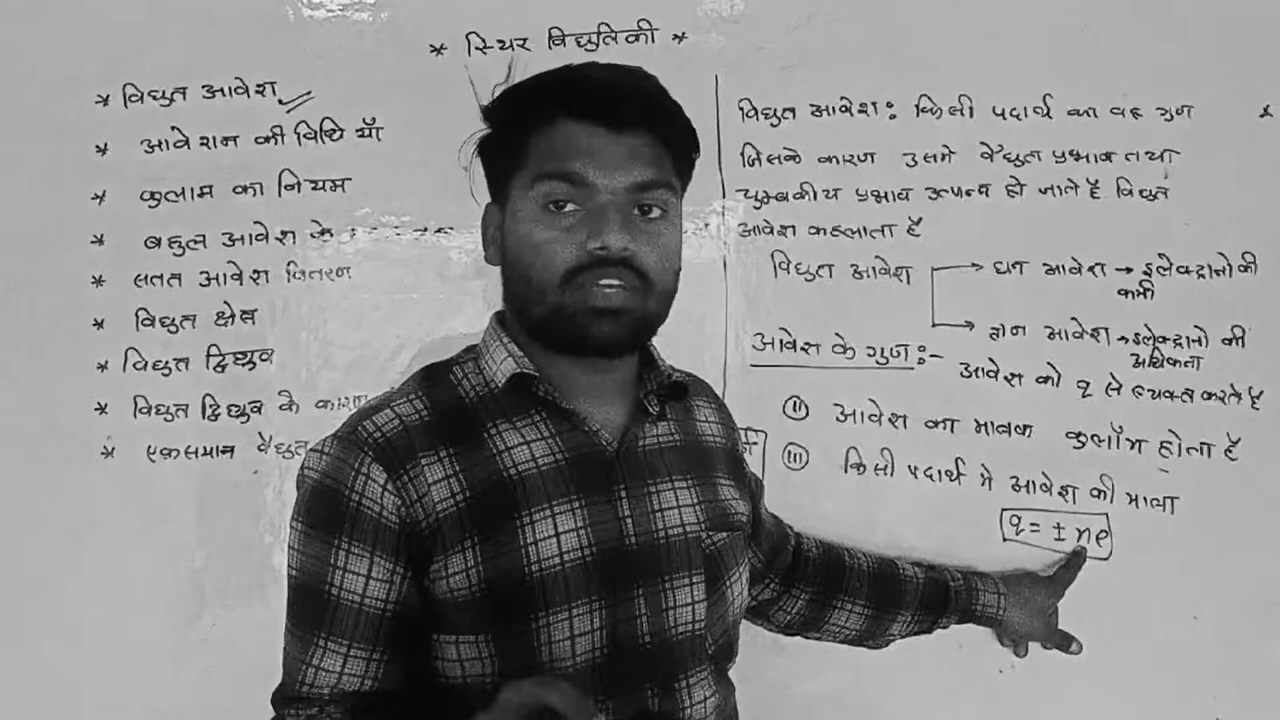 * स्थिर विद्युतिकी *
* विद्युत आवेश ✓
* आवेशन की विधियाँ
* कुलाम का नियम
* बहुल आवेश के
* सतत आवेश वितरण
* विद्युत क्षेत्र
* विद्युत द्विध्रुव
* विद्युत द्विध्रुव के कारण
* एकसमान वैद्युत
विद्युत आवेश : किसी पदार्थ का वह गुण *
जिसके कारण उसमे वैद्युत प्रभाव तथा
चुम्बकीय प्रभाव उत्पन्न हो जाते है विद्युत
आवेश कहलाता है
विद्युत आवेश → धन आवेश → इलेक्ट्रानो की
कमी
→ ऋण आवेश → इलेक्ट्रानो की
अधिकता
आवेश के गुण :-
आवेश को q से व्यक्त करते है
(II) आवेश का मात्रक कुलॉम होता है
(III) किसी पदार्थ मे आवेश की मात्रा
q = ± ne